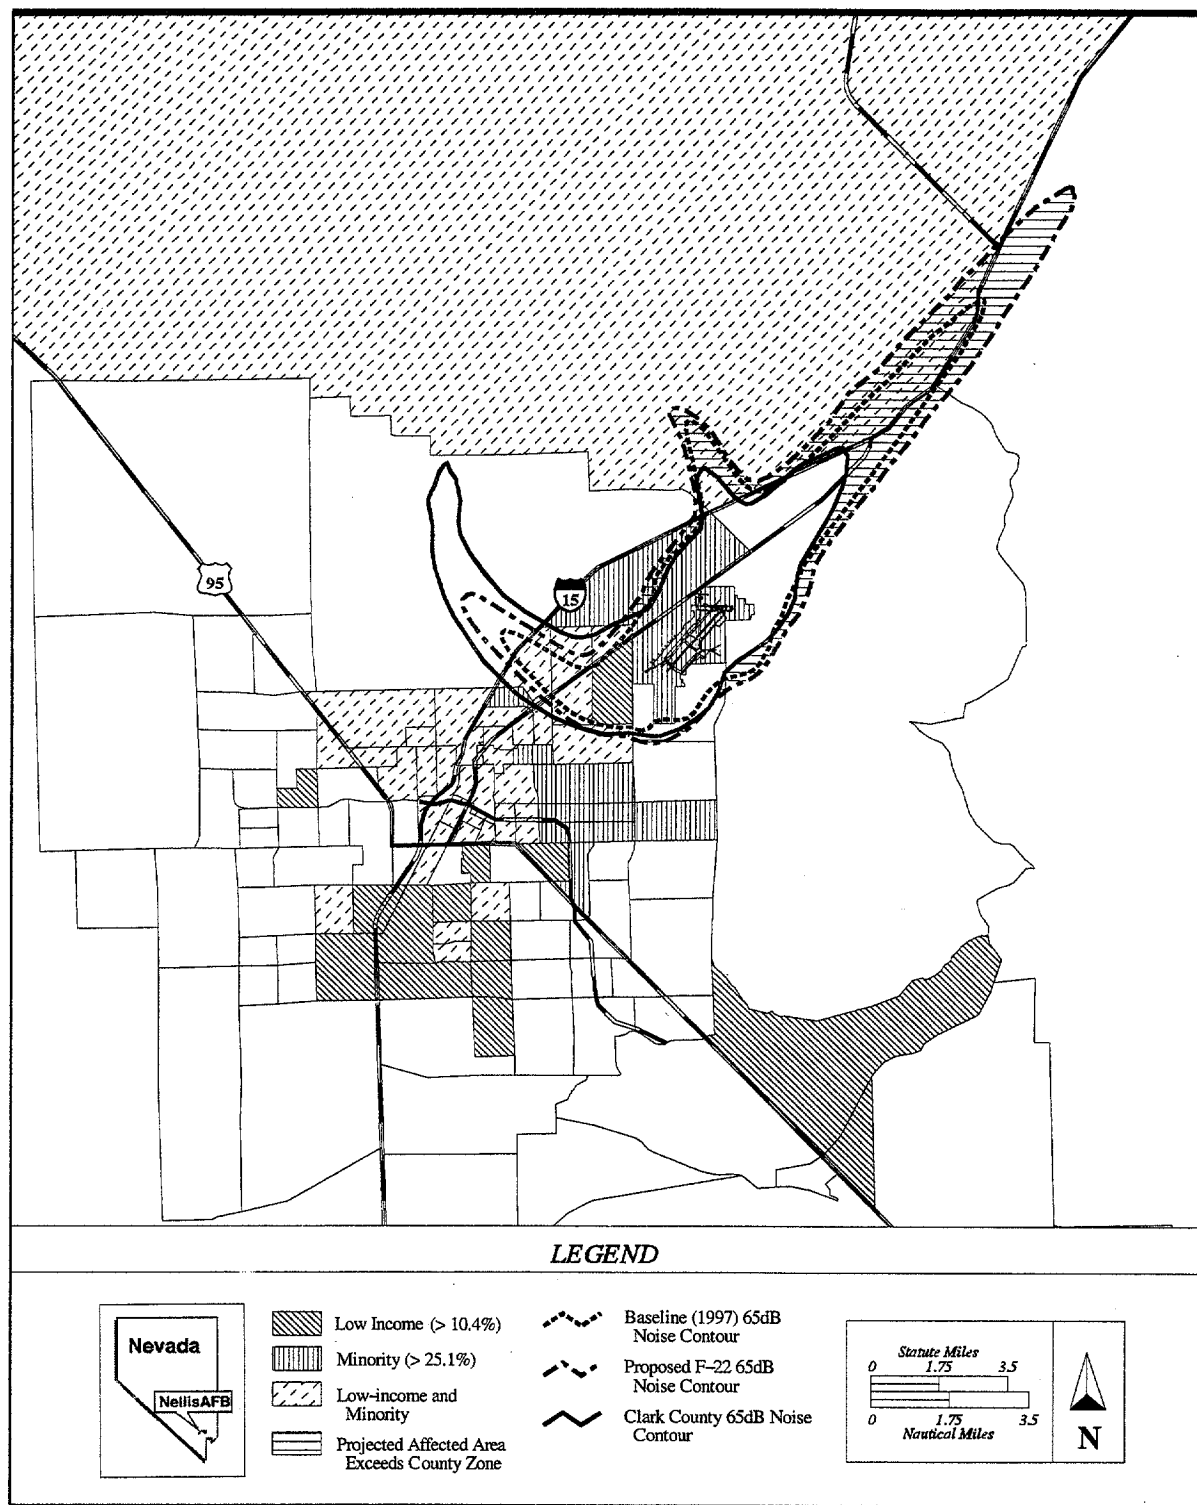 95
15
LEGEND
Nevada
NellisAFB
Low Income (> 10.4%)
Minority (> 25.1%)
Low-income and
Minority
Projected Affected Area
Exceeds County Zone
Baseline (1997) 65dB
Noise Contour
Proposed F-22 65dB
Noise Contour
Clark County 65dB Noise
Contour
Statute Miles
0 1.75 3.5
0 1.75 3.5
Nautical Miles
N